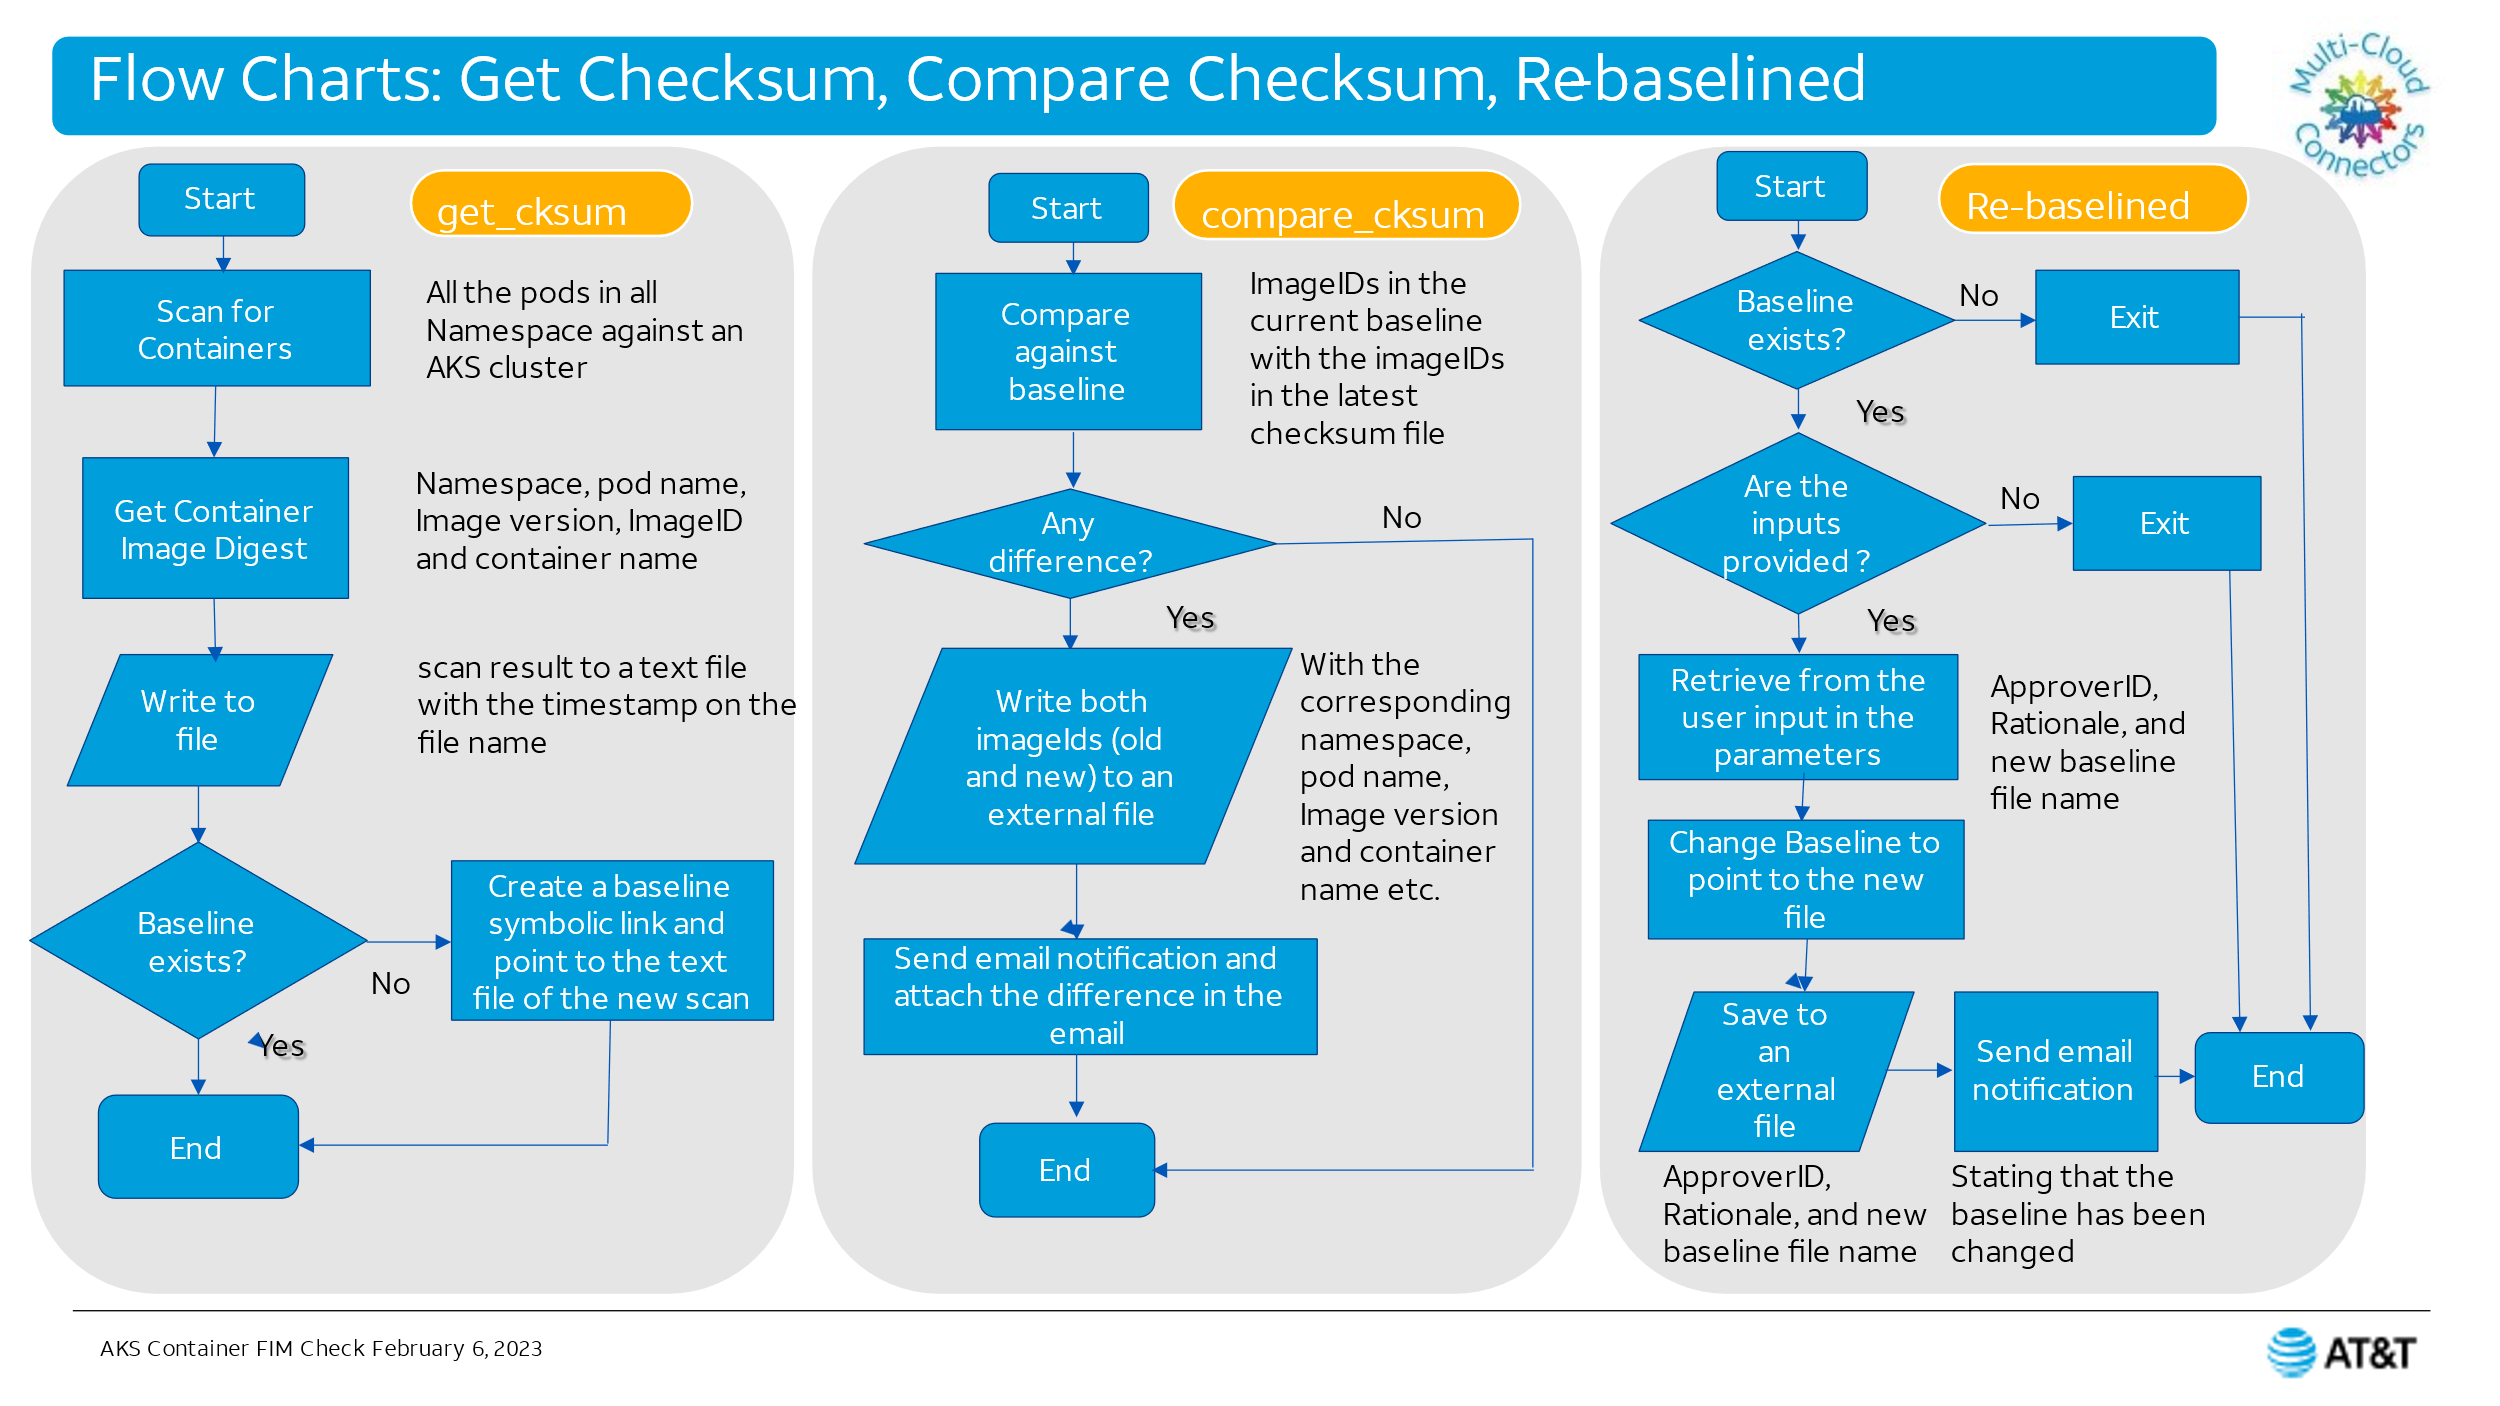 Flow Charts: Get Checksum, Compare Checksum, Re-baselined
Multi-Cloud
Connectors
Start
get_cksum
Scan for
Containers
All the pods in all
Namespace against an
AKS cluster
Get Container
Image Digest
Namespace, pod name,
Image version, ImageID
and container name
Write to
file
scan result to a text file
with the timestamp on the
file name
Baseline
exists?
No
Create a baseline
symbolic link and
point to the text
file of the new scan
Yes
End
Start
compare_cksum
Compare
against
baseline
ImageIDs in the
current baseline
with the imageIDs
in the latest
checksum file
Any
difference?
No
Yes
Write both
imageIds (old
and new) to an
external file
With the
corresponding
namespace,
pod name,
Image version
and container
name etc.
Send email notification and
attach the difference in the
email
End
Start
Re-baselined
Baseline
exists?
No
Exit
Yes
Are the
inputs
provided ?
No
Exit
Yes
Retrieve from the
user input in the
parameters
ApproverID,
Rationale, and
new baseline
file name
Change Baseline to
point to the new
file
Save to
an
external
file
Send email
notification
End
ApproverID,
Rationale, and new
baseline file name
Stating that the
baseline has been
changed
AKS Container FIM Check February 6, 2023
AT&T